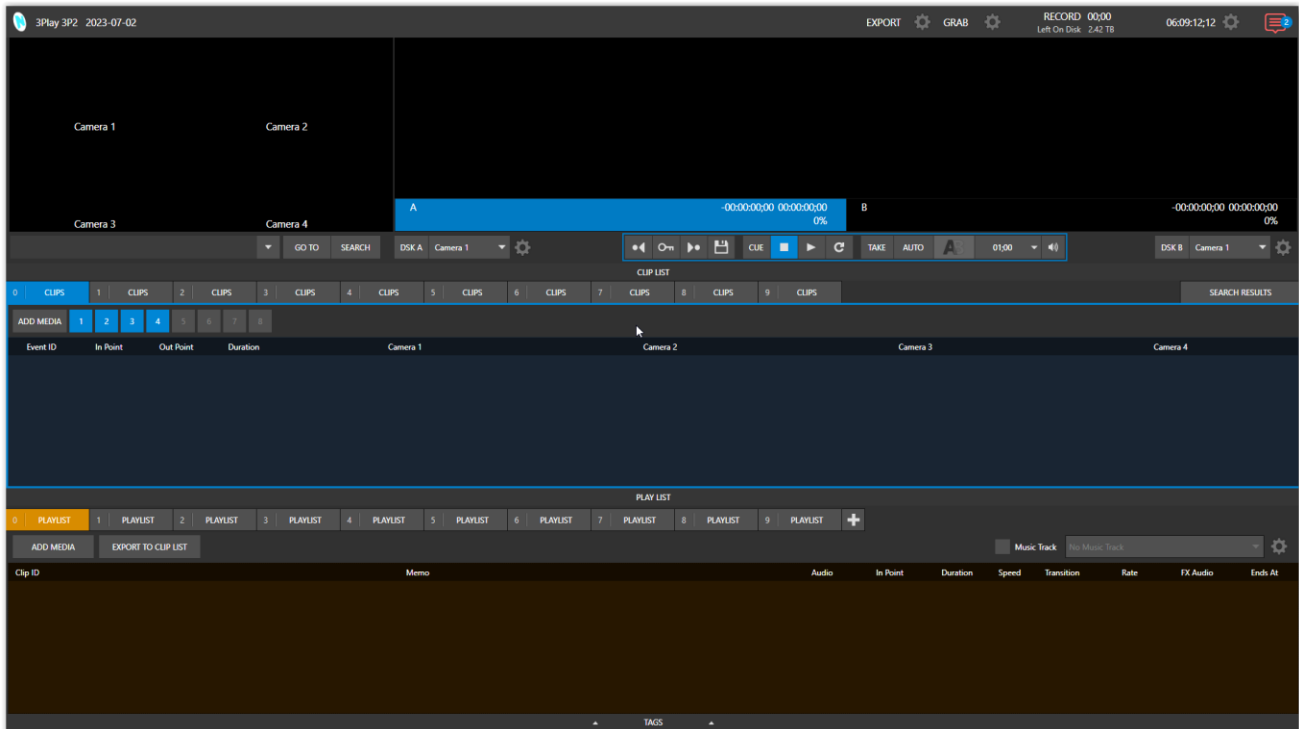 3Play 3P2 2023-07-02 EXPORT GRAB RECORD 00;00 06:09:12;12 2
Left On Disk 2.42 TB
Camera 1 Camera 2
A -00:00:00;00 00:00:00;00 B -00:00:00;00 00:00:00;00
0% 0%
Camera 3 Camera 4
GO TO SEARCH DSK A Camera 1 CUE TAKE AUTO 01;00 DSK B Camera 1
CLIP LIST
0 CLIPS 1 CLIPS 2 CLIPS 3 CLIPS 4 CLIPS 5 CLIPS 6 CLIPS 7 CLIPS 8 CLIPS 9 CLIPS SEARCH RESULTS
ADD MEDIA 1 2 3 4 5 6 7 8
Event ID In Point Out Point Duration Camera 1 Camera 2 Camera 3 Camera 4
PLAY LIST
0 PLAYLIST 1 PLAYLIST 2 PLAYLIST 3 PLAYLIST 4 PLAYLIST 5 PLAYLIST 6 PLAYLIST 7 PLAYLIST 8 PLAYLIST 9 PLAYLIST
ADD MEDIA EXPORT TO CLIP LIST Music Track No Music Track
Clip ID Memo Audio In Point Duration Speed Transition Rate FX Audio Ends At
TAGS